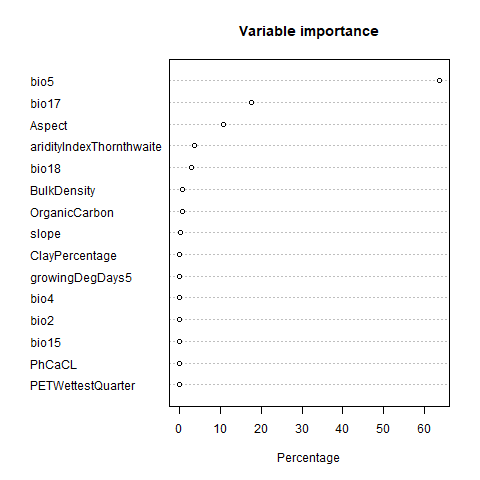 Variable importance
bio5
bio17
Aspect
aridityIndexThornthwaite
bio18
BulkDensity
OrganicCarbon
slope
ClayPercentage
growingDegDays5
bio4
bio2
bio15
PhCaCL
PETWettestQuarter
0 10 20 30 40 50 60
Percentage